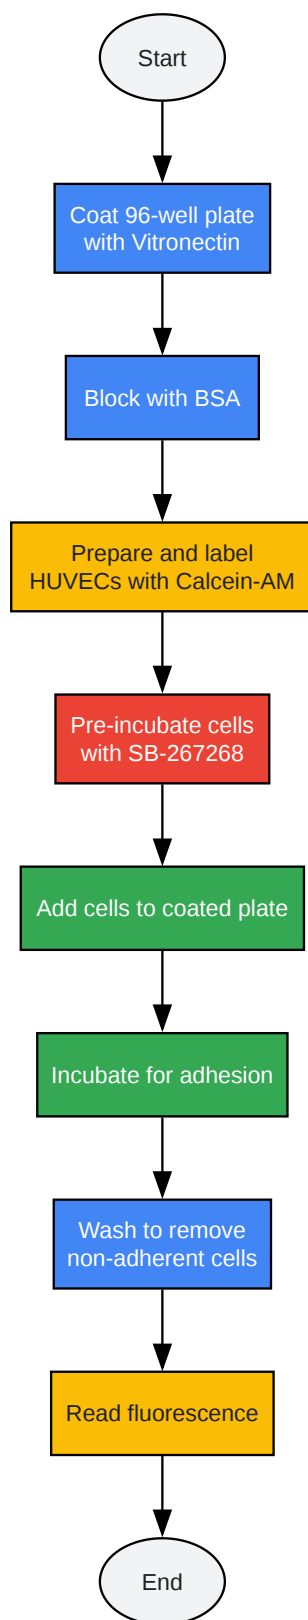 Start
Coat 96-well plate
with Vitronectin
Block with BSA
Prepare and label
HUVECs with Calcein-AM
Pre-incubate cells
with SB-267268
Add cells to coated plate
Incubate for adhesion
Wash to remove
non-adherent cells
Read fluorescence
End